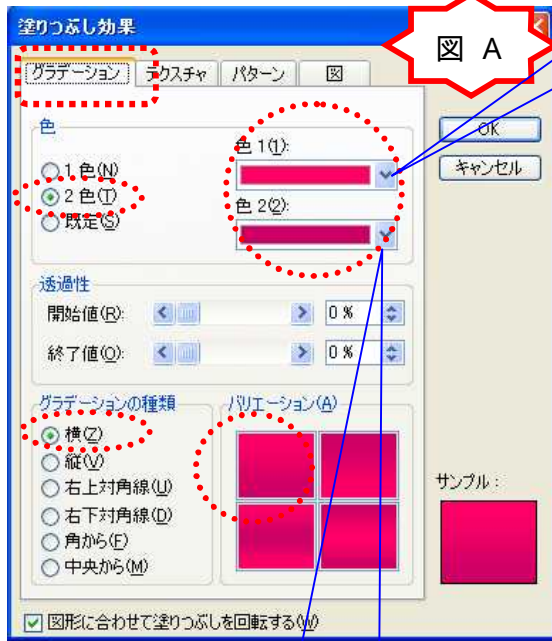 塗りつぶし効果
図 A
グラデーション テクスチャ パターン 図
色
1 色(N)
2 色(T)
既定(S)
色 1(1):
色 2(2):
OK
キャンセル
透過性
開始値(R): 0 %
終了値(O): 0 %
グラデーションの種類
横(Z)
縦(V)
右上対角線(U)
右下対角線(D)
角から(F)
中央から(M)
バリエーション(A)
サンプル:
図形に合わせて塗りつぶしを回転する(W)